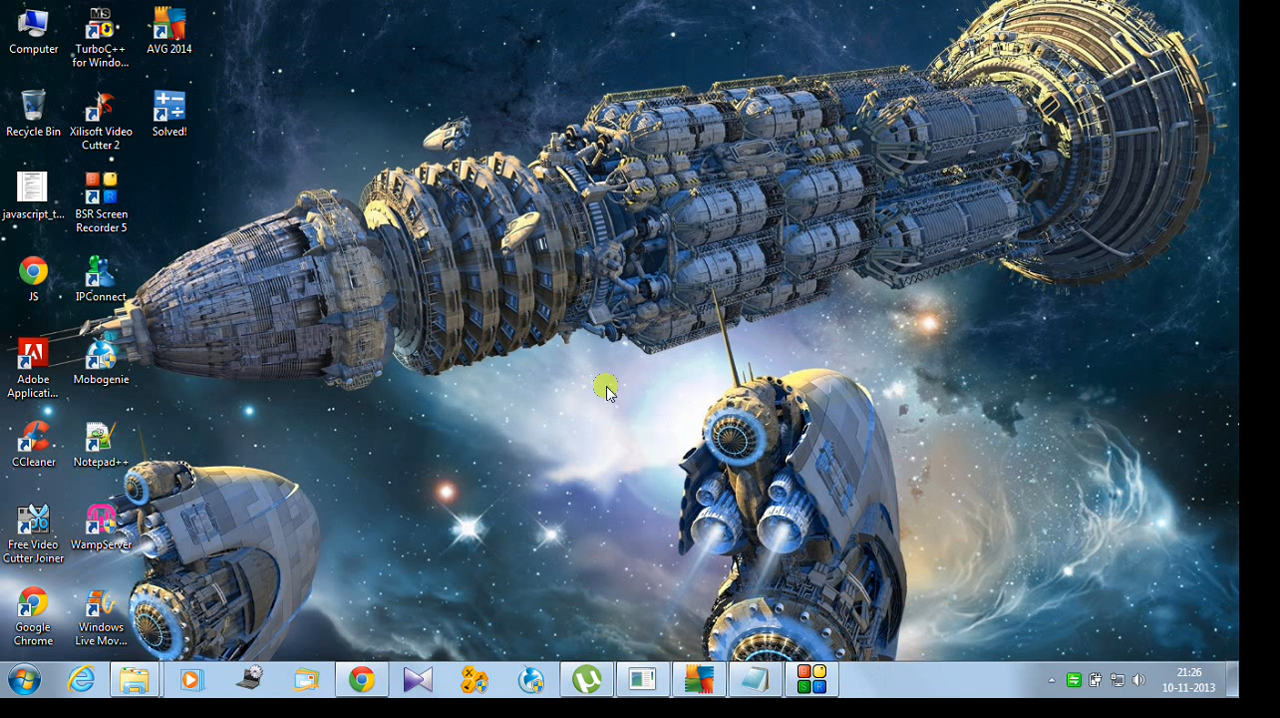 Computer
MS
TurboC++
for Windo...
AVG 2014
Recycle Bin
Xilisoft Video
Cutter 2
Solved!
javascript_t...
BSR Screen
Recorder 5
JS
IPConnect
Adobe
Applicati...
Mobogenie
CCleaner
Notepad++
Free Video
Cutter Joiner
WampServer
Google
Chrome
Windows
Live Mov...
21:26
10-11-2013